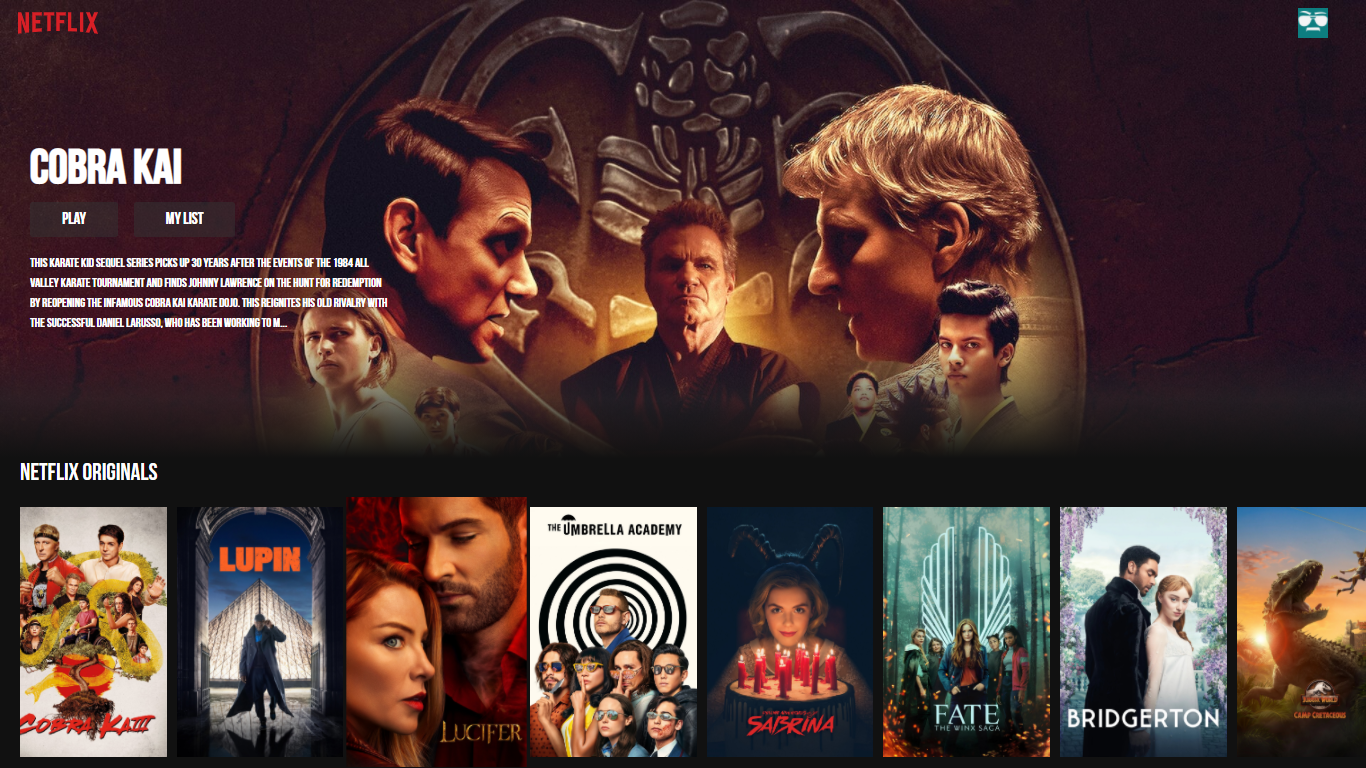 NETFLIX
COBRA KAI
PLAY
MY LIST
THIS KARATE KID SEQUEL SERIES PICKS UP 30 YEARS AFTER THE EVENTS OF THE 1984 ALL
VALLEY KARATE TOURNAMENT AND FINDS JOHNNY LAWRENCE ON THE HUNT FOR REDEMPTION
BY REOPENING THE INFAMOUS COBRA KAI KARATE DOJO. THIS REIGNITES HIS OLD RIVALRY WITH
THE SUCCESSFUL DANIEL LARUSSO, WHO HAS BEEN WORKING TO M...
NETFLIX ORIGINALS
COBRA KAI III
LUPIN
LUCIFER
THE UMBRELLA ACADEMY
SABRINA
FATE
THE WINX SAGA
BRIDGERTON
JURASSIC WORLD
CAMP CRETACEOUS